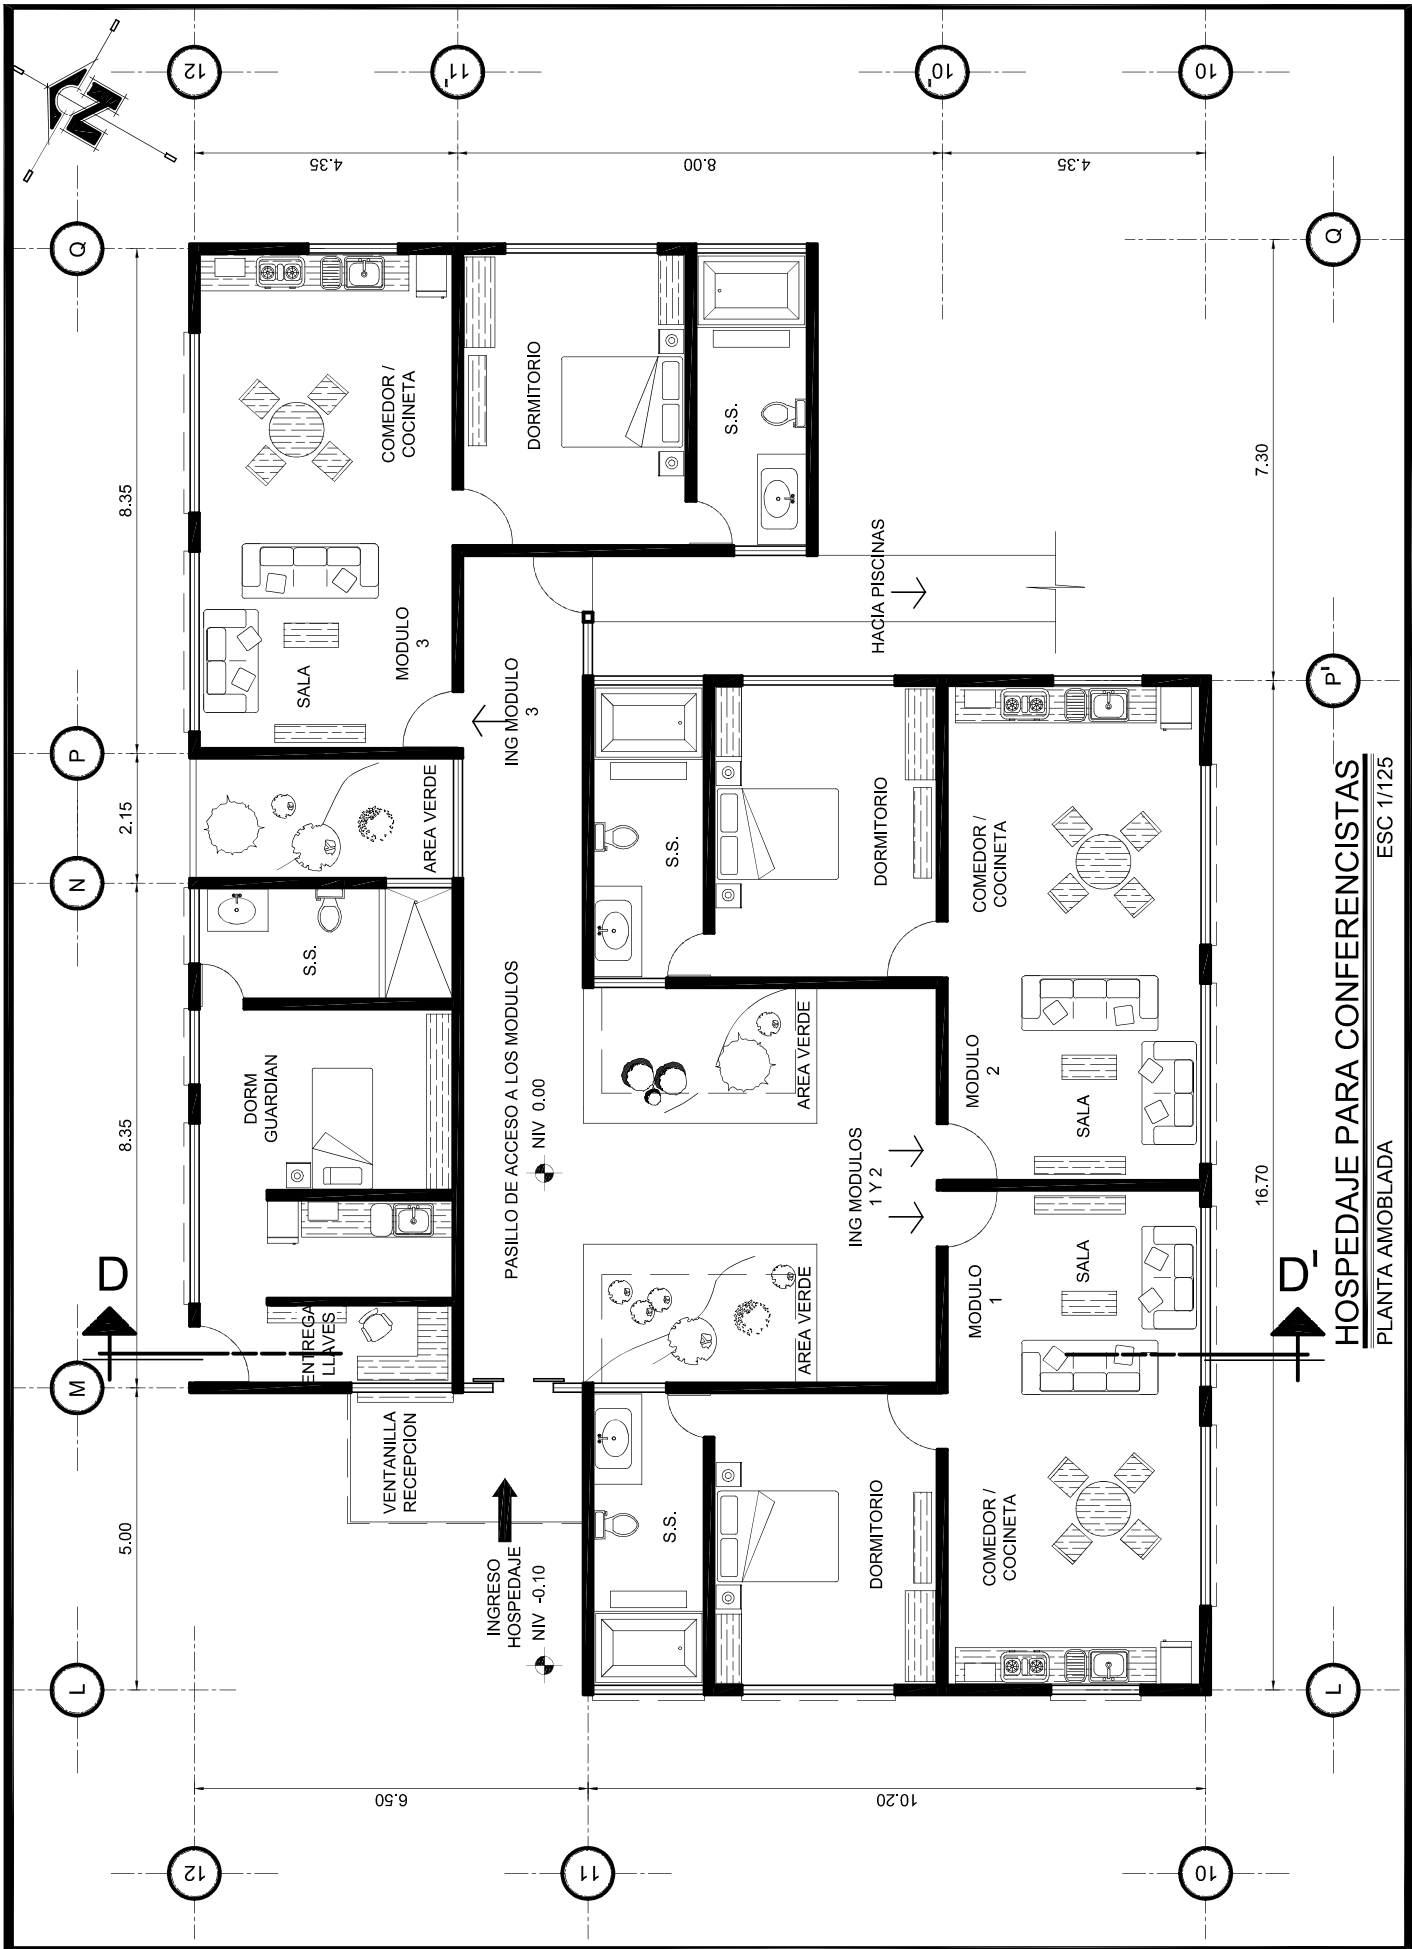 12
11'
10'
10
4.35
8.00
4.35
Q
Q
N
COMEDOR /
COCINETA
DORMITORIO
S.S.
8.35
7.30
MODULO
3
SALA
HACIA PISCINAS
ING MODULO
3
P
P'
2.15
AREA VERDE
N
S.S.
DORM
GUARDIAN
8.35
PASILLO DE ACCESO A LOS MODULOS
NIV 0.00
S.S.
DORMITORIO
COMEDOR /
COCINETA
AREA VERDE
MODULO
2
SALA
ING MODULOS
1 Y 2
16.70
D
D'
ENTREGA
LLAVES
M
AREA VERDE
MODULO
1
SALA
VENTANILLA
RECEPCION
5.00
INGRESO
HOSPEDAJE
NIV -0.10
S.S.
DORMITORIO
COMEDOR /
COCINETA
L
L
6.50
10.20
12
11
10
HOSPEDAJE PARA CONFERENCISTAS
PLANTA AMOBLADA
ESC 1/125